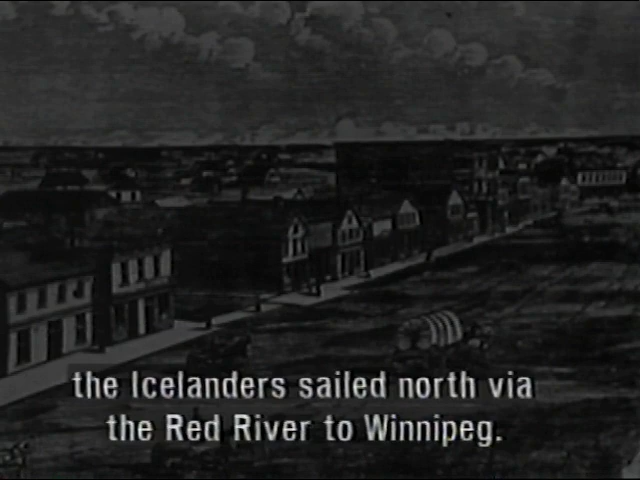 the Icelanders sailed north via
the Red River to Winnipeg.